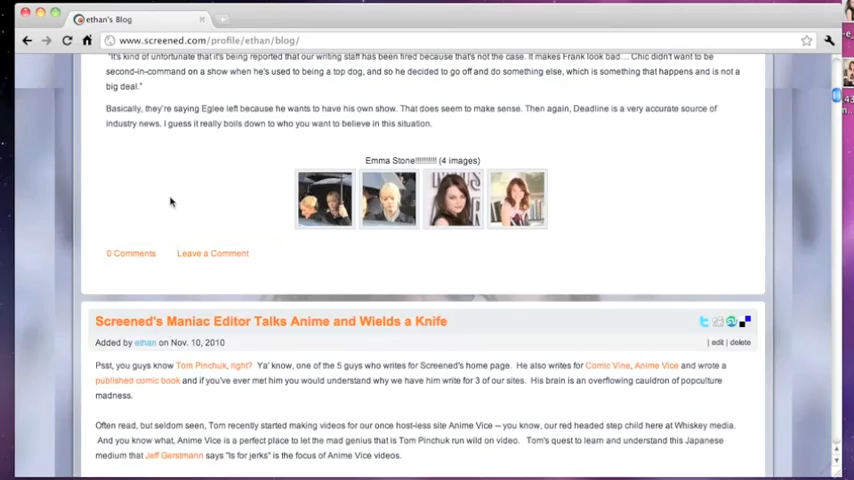 ethan's Blog
www.screened.com/profile/ethan/blog/
"It's kind of unfortunate that it's being reported that our writing staff has been fired because that's not the case. It makes Frank look bad... Chic didn't want to be
second-in-command on a show when he's used to being a top dog, and so he decided to go off and do something else, which is something that happens and is not a
big deal."
Basically, they're saying Eglee left because he wants to have his own show. That does seem to make sense. Then again, Deadline is a very accurate source of
industry news. I guess it really boils down to who you want to believe in this situation.
Emma Stone!!!!!!!!!! (4 images)
0 Comments Leave a Comment
Screened's Maniac Editor Talks Anime and Wields a Knife
Added by ethan on Nov. 10, 2010
| edit | delete
Psst, you guys know Tom Pinchuk, right? Ya' know, one of the 5 guys who writes for Screened's home page. He also writes for Comic Vine, Anime Vice and wrote a
published comic book and if you've ever met him you would understand why we have him write for 3 of our sites. His brain is an overflowing cauldron of popculture
madness.
Often read, but seldom seen, Tom recently started making videos for our once host-less site Anime Vice -- you know, our red headed step child here at Whiskey media.
And you know what, Anime Vice is a perfect place to let the mad genius that is Tom Pinchuk run wild on video. Tom's quest to learn and understand this Japanese
medium that Jeff Gerstmann says "Is for jerks" is the focus of Anime Vice videos.